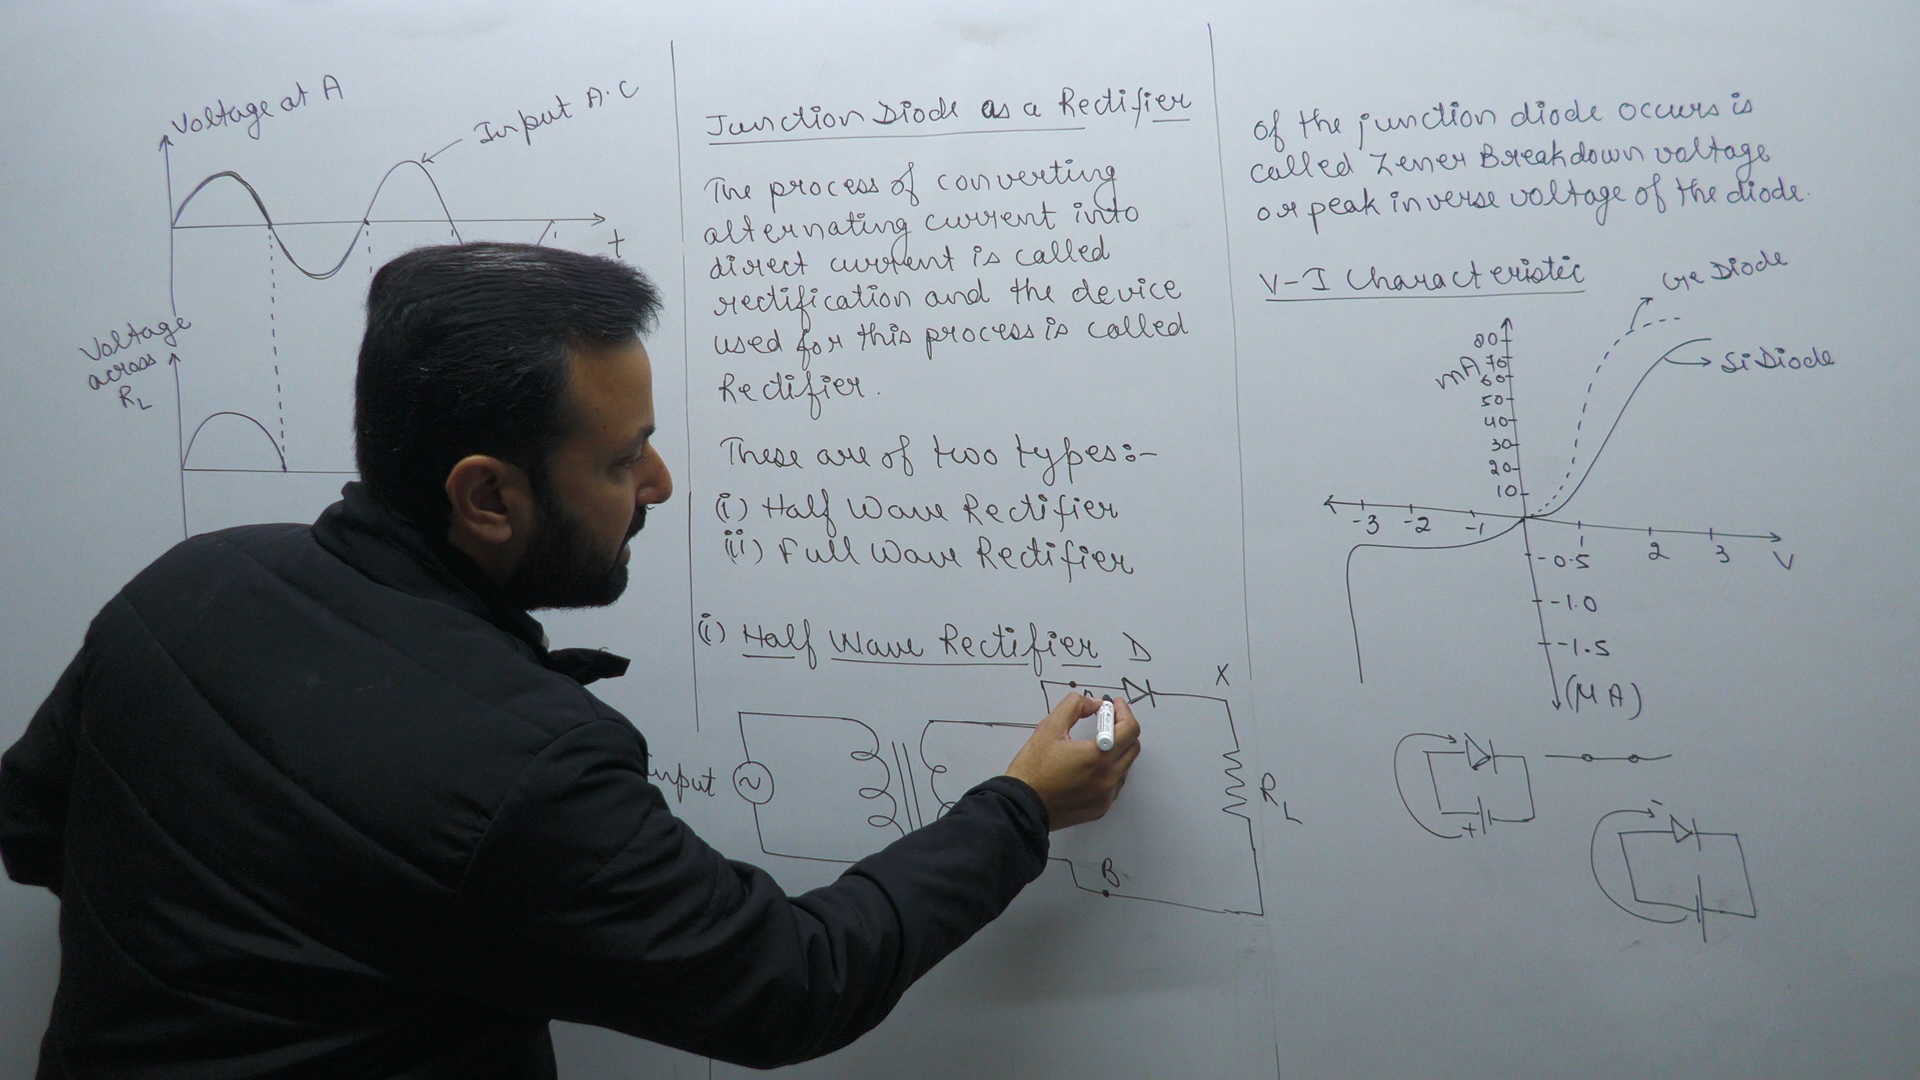 Voltage at A
Input A.C
t
Voltage
across
RL
Junction Diode as a Rectifier
The process of converting
alternating current into
direct current is called
rectification and the device
used for this process is called
Rectifier.
These are of two types:-
(i) Half Wave Rectifier
(ii) Full Wave Rectifier
(i) Half Wave Rectifier
D
X
Input
~
B
RL
of the junction diode occurs is
called Zener Breakdown voltage
or peak inverse voltage of the diode.
V-I Characteristic
Ge Diode
Si Diode
mA
80
70
60
50
40
30
20
10
-3 -2 -1
1 2 3 V
-0.5
-1.0
-1.5
(μA)
+
-